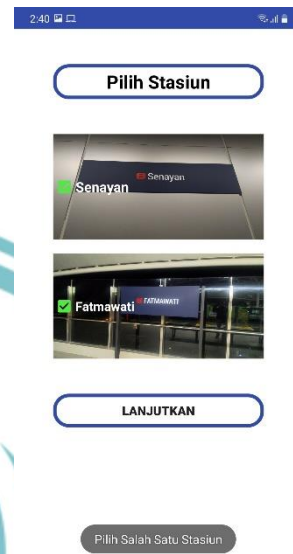 2:40
Pilih Stasiun
Senayan
Senayan
Fatmawati
FATMAWATI
LANJUTKAN
Pilih Salah Satu Stasiun